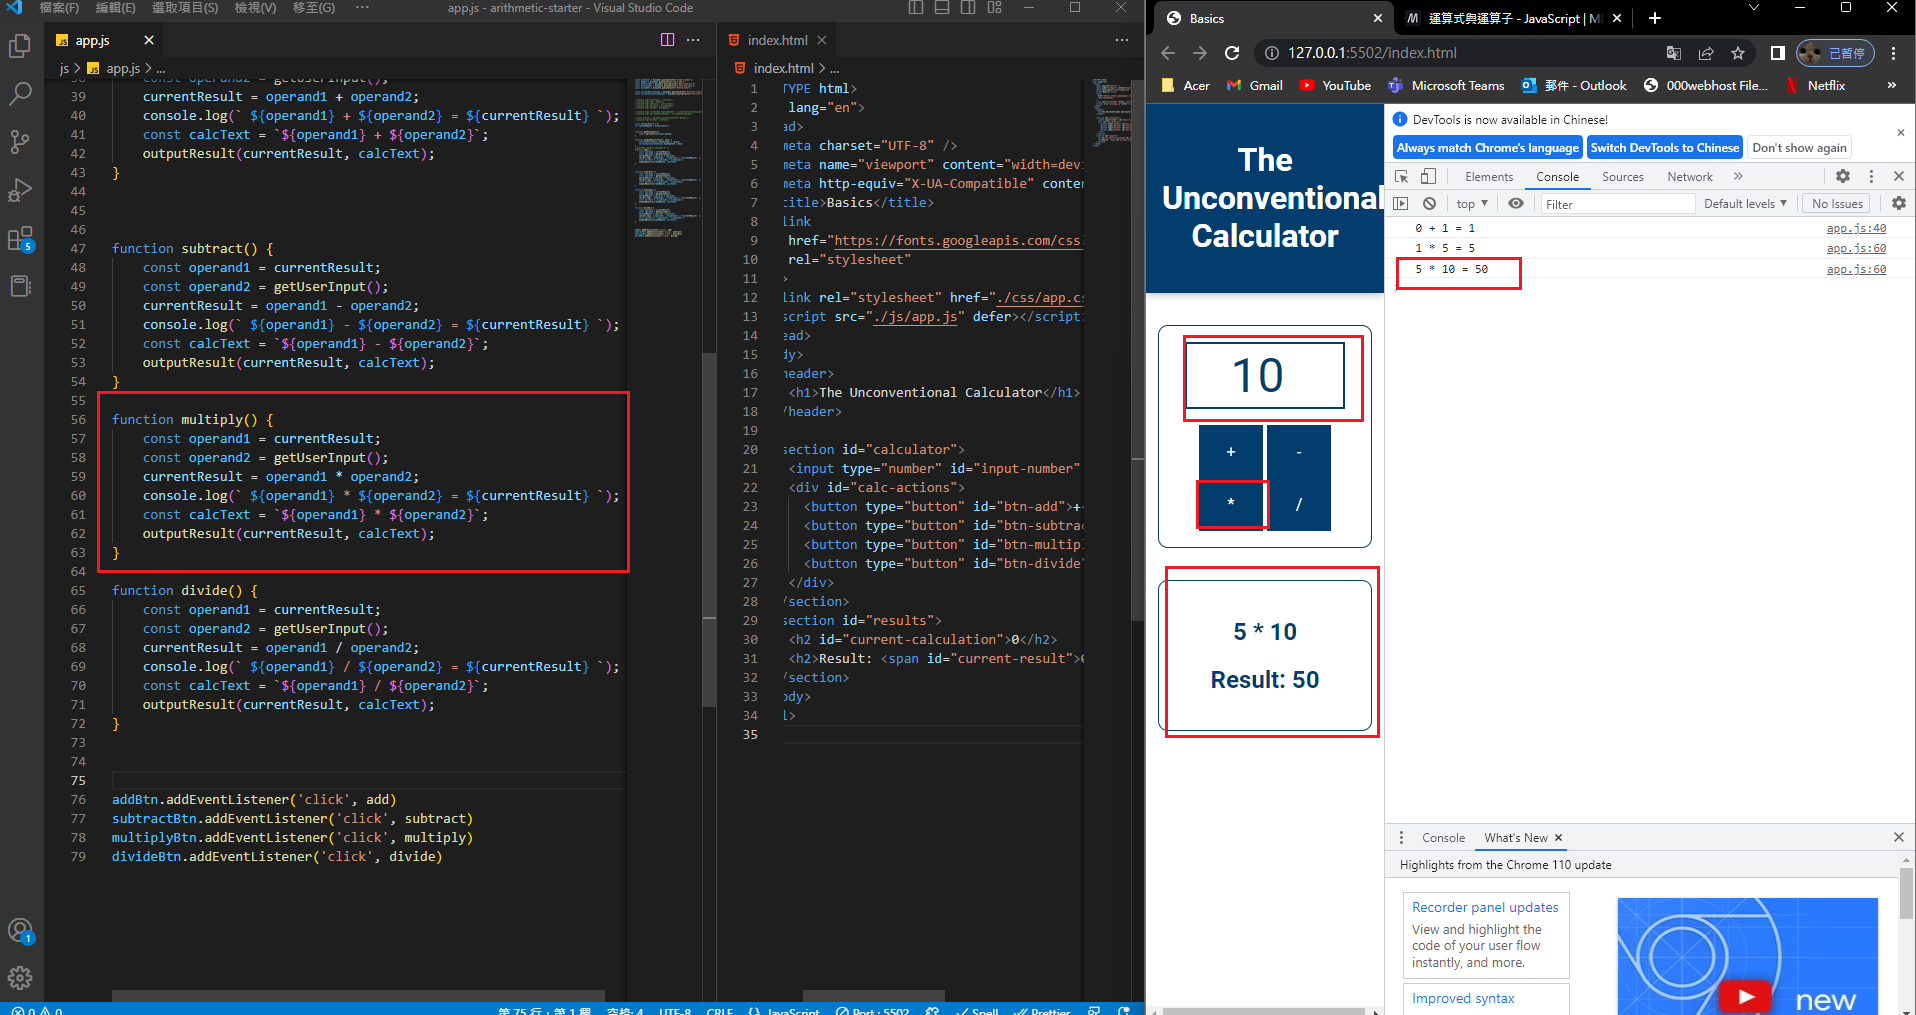 檔案(F) 編輯(E) 選取項目(S) 檢視(V) 移至(G) ···
app.js - arithmetic-starter - Visual Studio Code
JS app.js
js > JS app.js > ...
39 currentResult = operand1 + operand2;
40 console.log(` ${operand1} + ${operand2} = ${currentResult} `);
41 const calcText = `${operand1} + ${operand2}`;
42 outputResult(currentResult, calcText);
43 }
44
45
46
47 function subtract() {
48 const operand1 = currentResult;
49 const operand2 = getUserInput();
50 currentResult = operand1 - operand2;
51 console.log(` ${operand1} - ${operand2} = ${currentResult} `);
52 const calcText = `${operand1} - ${operand2}`;
53 outputResult(currentResult, calcText);
54 }
55
56 function multiply() {
57 const operand1 = currentResult;
58 const operand2 = getUserInput();
59 currentResult = operand1 * operand2;
60 console.log(` ${operand1} * ${operand2} = ${currentResult} `);
61 const calcText = `${operand1} * ${operand2}`;
62 outputResult(currentResult, calcText);
63 }
64
65 function divide() {
66 const operand1 = currentResult;
67 const operand2 = getUserInput();
68 currentResult = operand1 / operand2;
69 console.log(` ${operand1} / ${operand2} = ${currentResult} `);
70 const calcText = `${operand1} / ${operand2}`;
71 outputResult(currentResult, calcText);
72 }
73
74
75
76 addBtn.addEventListener('click', add)
77 subtractBtn.addEventListener('click', subtract)
78 multiplyBtn.addEventListener('click', multiply)
79 divideBtn.addEventListener('click', divide)
5
1
index.html
index.html > ...
1 TYPE html>
2 lang="en">
3 ad>
4 meta charset="UTF-8" />
5 meta name="viewport" content="width=devi
6 meta http-equiv="X-UA-Compatible" conten
7 title>Basics</title>
8 link
9 href="https://fonts.googleapis.com/css?
10 rel="stylesheet"
11 >
12 link rel="stylesheet" href="./css/app.cs
13 script src="./js/app.js" defer></script>
14 ead>
15 dy>
16 header>
17 <h1>The Unconventional Calculator</h1>
18 /header>
19
20 section id="calculator">
21 <input type="number" id="input-number"
22 <div id="calc-actions">
23 <button type="button" id="btn-add">+<
24 <button type="button" id="btn-subtrac
25 <button type="button" id="btn-multipl
26 <button type="button" id="btn-divide"
27 </div>
28 /section>
29 section id="results">
30 <h2 id="current-calculation">0</h2>
31 <h2>Result: <span id="current-result">0
32 /section>
33 ody>
34 l>
35
0 0 第 75 行，第 1 欄 空格: 4 UTF-8 CRLF {} JavaScript Port : 5502 Spell Prettier
Basics
運算式與運算子 - JavaScript | M
127.0.0.1:5502/index.html
已暫停
Acer Gmail YouTube Microsoft Teams 郵件 - Outlook 000webhost File... Netflix »
The
Unconventional
Calculator
10
+ -
* /
5 * 10
Result: 50
DevTools is now available in Chinese!
Always match Chrome's language Switch DevTools to Chinese Don't show again
Elements Console Sources Network »
top Filter Default levels No Issues
0 + 1 = 1 app.js:40
1 * 5 = 5 app.js:60
5 * 10 = 50 app.js:60
Console What's New
Highlights from the Chrome 110 update
Recorder panel updates
View and highlight the
code of your user flow
instantly, and more.
Improved syntax
new